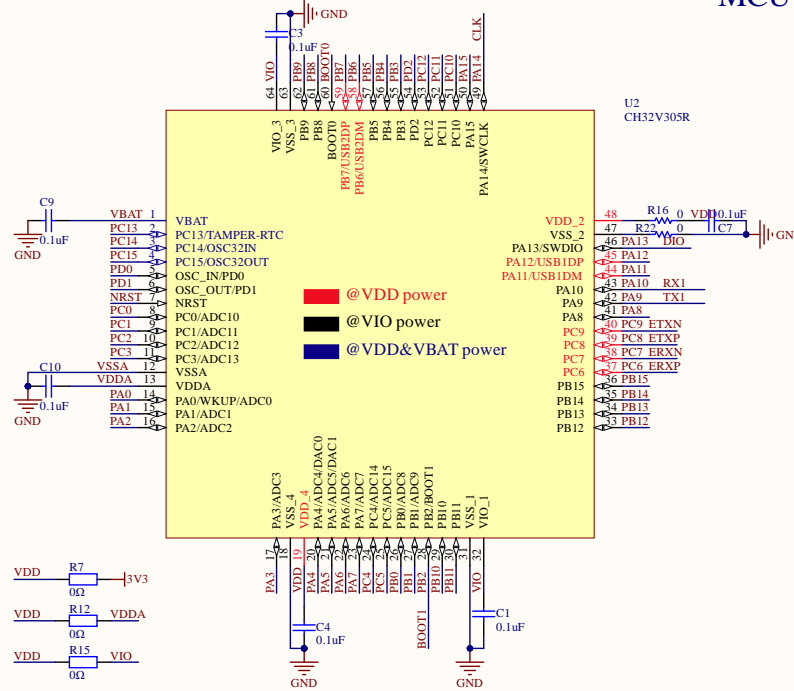 MCU
GND
C3
0.1uF
CLK
VIO
PB9
PB8
BOOT0
PB7
PB6
PB5
PB4
PB3
PD2
PC12
PC11
PC10
PA15
PA14
64
63
62
61
60
59
58
57
56
55
54
53
52
51
50
49
VIO_3
VSS_3
PB9
PB8
BOOT0
PB7/USB2DP
PB6/USB2DM
PB5
PB4
PB3
PD2
PC12
PC11
PC10
PA15
PA14/SWCLK
U2
CH32V305R
C9
0.1uF
GND
VBAT 1 VBAT
PC13 2 PC13/TAMPER-RTC
PC14 3 PC14/OSC32IN
PC15 4 PC15/OSC32OUT
PD0 5 OSC_IN/PD0
PD1 6 OSC_OUT/PD1
NRST 7 NRST
PC0 8 PC0/ADC10
PC1 9 PC1/ADC11
PC2 10 PC2/ADC12
PC3 11 PC3/ADC13
VSSA 12 VSSA
VDDA 13 VDDA
PA0 14 PA0/WKUP/ADC0
PA1 15 PA1/ADC1
PA2 16 PA2/ADC2
C10
0.1uF
GND
@VDD power
@VIO power
@VDD&VBAT power
VDD_2 48 R16 0 VDD 0.1uF
VSS_2 47 R22 0 C7
GN
PA13/SWDIO 46 PA13 DIO
PA12/USB1DP 45 PA12
PA11/USB1DM 44 PA11
PA10 43 PA10 RX1
PA9 42 PA9 TX1
PA8 41 PA8
PC9 40 PC9 ETXN
PC8 39 PC8 ETXP
PC7 38 PC7 ERXN
PC6 37 PC6 ERXP
PB15 36 PB15
PB14 35 PB14
PB13 34 PB13
PB12 33 PB12
PA3/ADC3
VSS_4
VDD_4
PA4/ADC4/DAC0
PA5/ADC5/DAC1
PA6/ADC6
PA7/ADC7
PC4/ADC14
PC5/ADC15
PB0/ADC8
PB1/ADC9
PB2/BOOT1
PB10
PB11
VSS_1
VIO_1
17
18
19
20
21
22
23
24
25
26
27
28
29
30
31
32
PA3
VDD
PA4
PA5
PA6
PA7
PC4
PC5
PB0
PB1
PB2
PB10
PB11
VIO
BOOT1
C4
0.1uF
GND
C1
0.1uF
GND
VDD R7 3V3
0Ω
VDD R12 VDDA
0Ω
VDD R15 VIO
0Ω